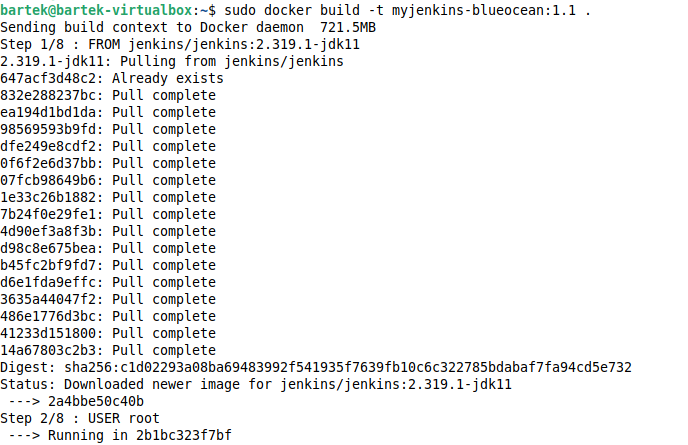 bartek@bartek-virtualbox:~$ sudo docker build -t myjenkins-blueocean:1.1 .
Sending build context to Docker daemon  721.5MB
Step 1/8 : FROM jenkins/jenkins:2.319.1-jdk11
2.319.1-jdk11: Pulling from jenkins/jenkins
647acf3d48c2: Already exists
832e288237bc: Pull complete
ea194d1bd1da: Pull complete
98569593b9fd: Pull complete
dfe249e8cdf2: Pull complete
0f6f2e6d37bb: Pull complete
07fcb98649b6: Pull complete
1e33c26b1882: Pull complete
7b24f0e29fe1: Pull complete
4d90ef3a8f3b: Pull complete
d98c8e675bea: Pull complete
b45fc2bf9fd7: Pull complete
d6e1fda9effc: Pull complete
3635a44047f2: Pull complete
486e1776d3bc: Pull complete
41233d151800: Pull complete
14a67803c2b3: Pull complete
Digest: sha256:c1d02293a08ba69483992f541935f7639fb10c6c322785bdabaf7fa94cd5e732
Status: Downloaded newer image for jenkins/jenkins:2.319.1-jdk11
 ---> 2a4bbe50c40b
Step 2/8 : USER root
 ---> Running in 2b1bc323f7bf